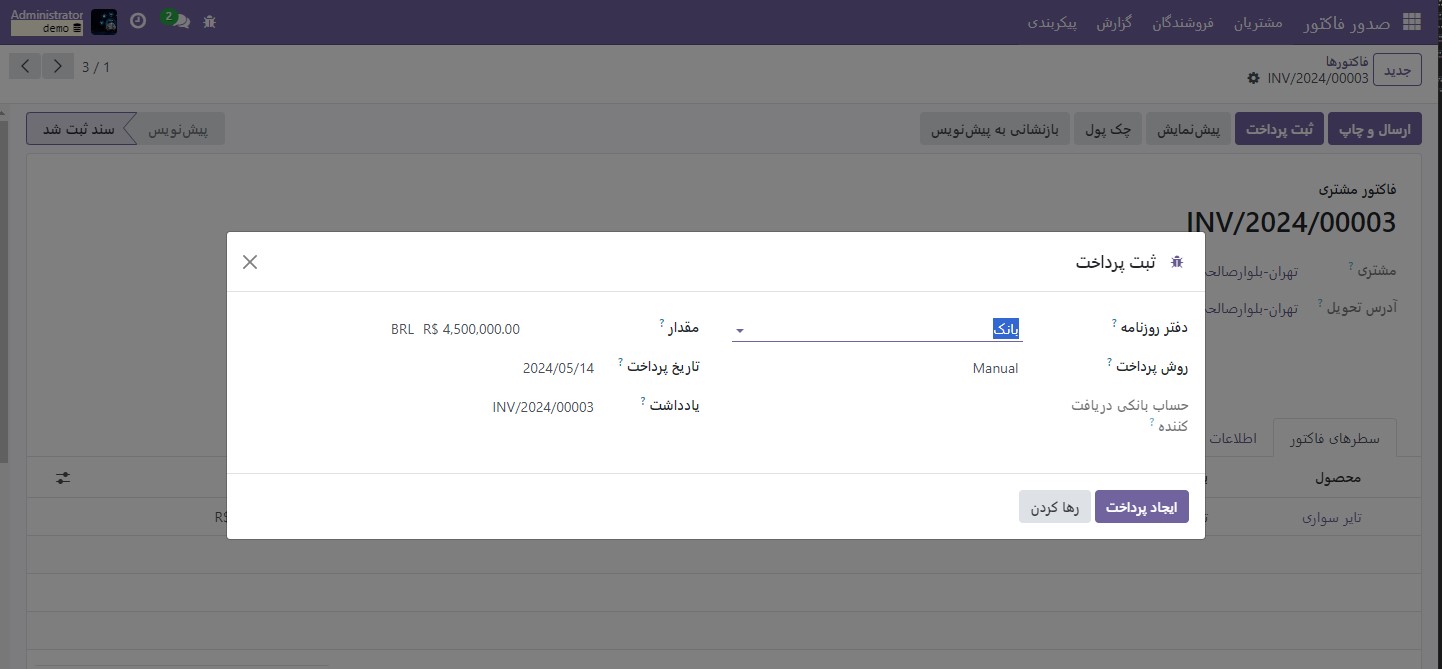 صدور فاکتور مشتریان فروشندگان گزارش پیکربندی 2 Administrator
demo
جدید فاکتورها 3 / 1
INV/2024/00003
ارسال و چاپ ثبت پرداخت پیش‌نمایش چک پول بازنشانی به پیش‌نویس پیش‌نویس سند ثبت شد
فاکتور مشتری
INV/2024/00003
مشتری ? تهران-بلوارصالح
آدرس تحویل ? تهران-بلوارصالح
ثبت پرداخت
دفتر روزنامه ? بانک
مقدار ? BRL R$ 4,500,000.00
روش پرداخت ? Manual
تاریخ پرداخت ? 2024/05/14
حساب بانکی دریافت
کننده ?
یادداشت ? INV/2024/00003
ایجاد پرداخت رها کردن
سطرهای فاکتور اطلاعات
محصول
تایر سواری R$